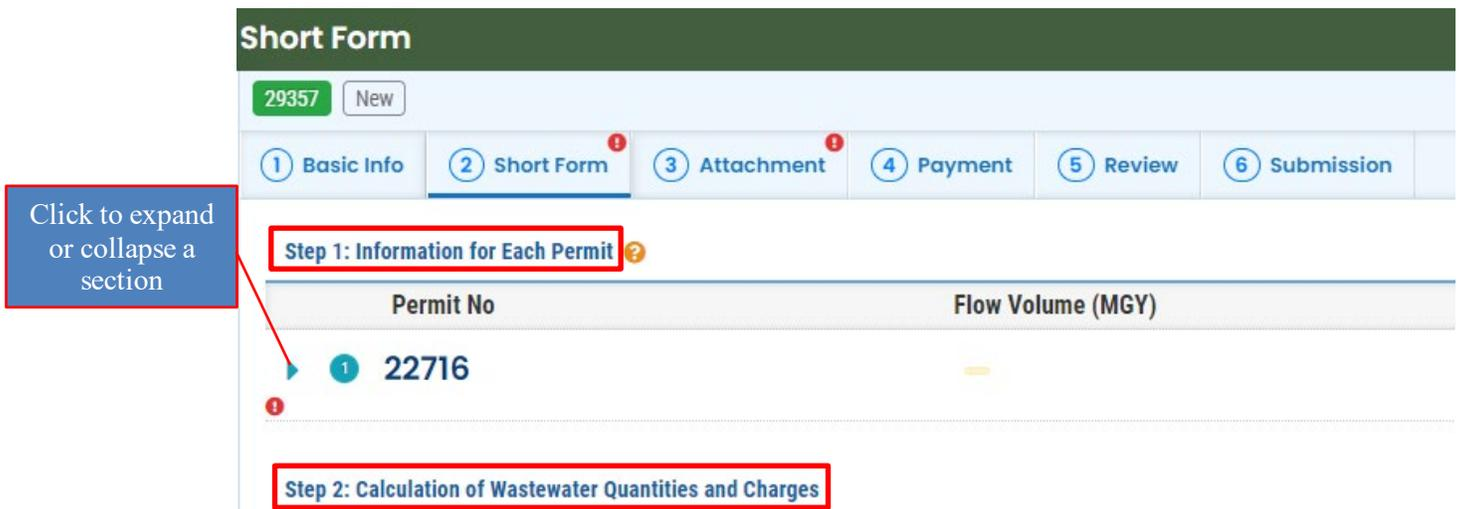 Short Form
29357 New
1 Basic Info 2 Short Form 3 Attachment 4 Payment 5 Review 6 Submission
Click to expand
or collapse a
section
Step 1: Information for Each Permit ?
Permit No Flow Volume (MGY)
1 22716
Step 2: Calculation of Wastewater Quantities and Charges